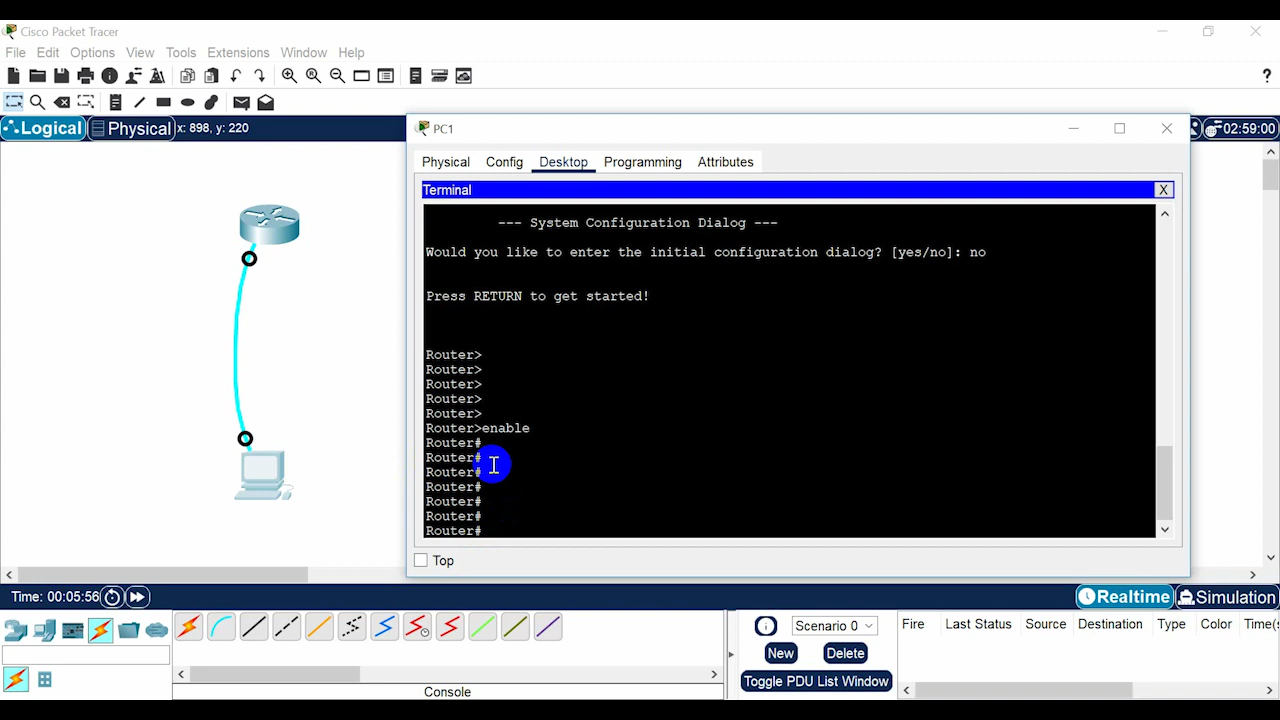 Cisco Packet Tracer
File Edit Options View Tools Extensions Window Help
?
Logical Physical x: 898, y: 220
02:59:00
PC1
Physical Config Desktop Programming Attributes
Terminal
X
--- System Configuration Dialog ---
Would you like to enter the initial configuration dialog? [yes/no]: no
Press RETURN to get started!
Router>
Router>
Router>
Router>
Router>
Router>enable
Router#
Router#
Router#
Router#
Router#
Router#
Router#
Top
Time: 00:05:56
Realtime Simulation
Scenario 0
Fire Last Status Source Destination Type Color
New Delete
Toggle PDU List Window
Console